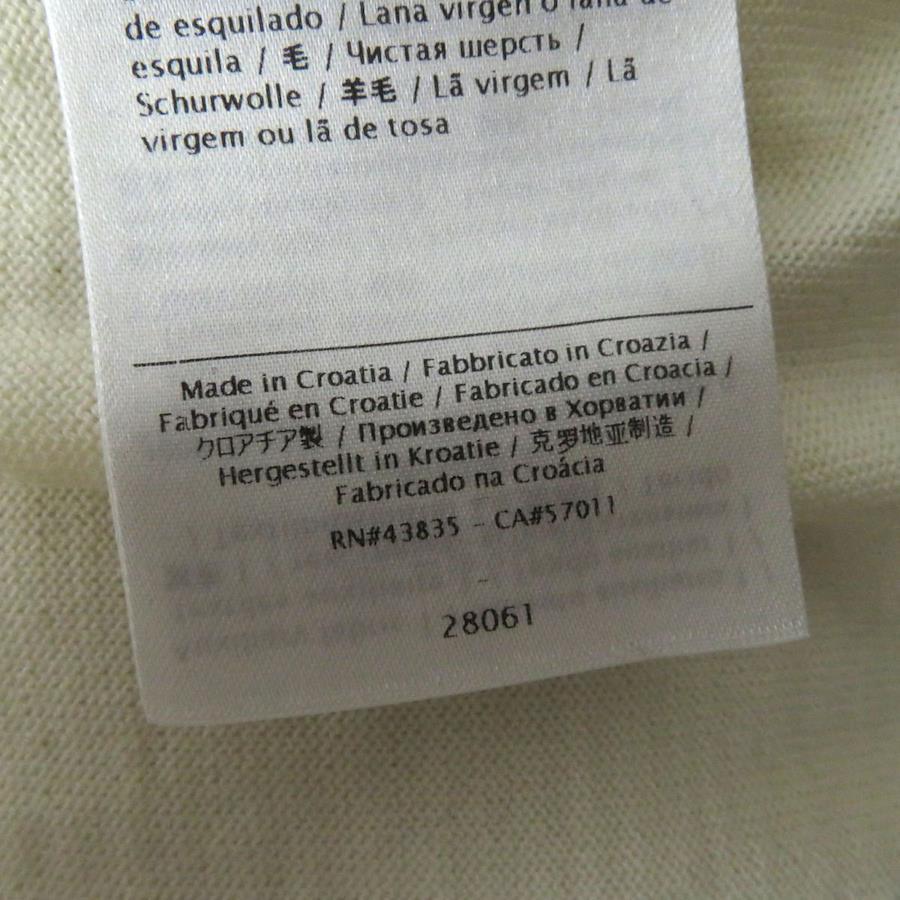 de esquilado / Lana virgen o lana de
esquila / 毛 / Чистая шерсть /
Schurwolle / 羊毛 / Lã virgem / Lã
virgem ou lã de tosa
Made in Croatia / Fabbricato in Croazia /
Fabriqué en Croatie / Fabricado en Croacia /
クロアチア製 / Произведено в Хорватии /
Hergestellt in Kroatie / 克罗地亚制造 /
Fabricado na Croácia
RN#43835 - CA#57011
-
28061